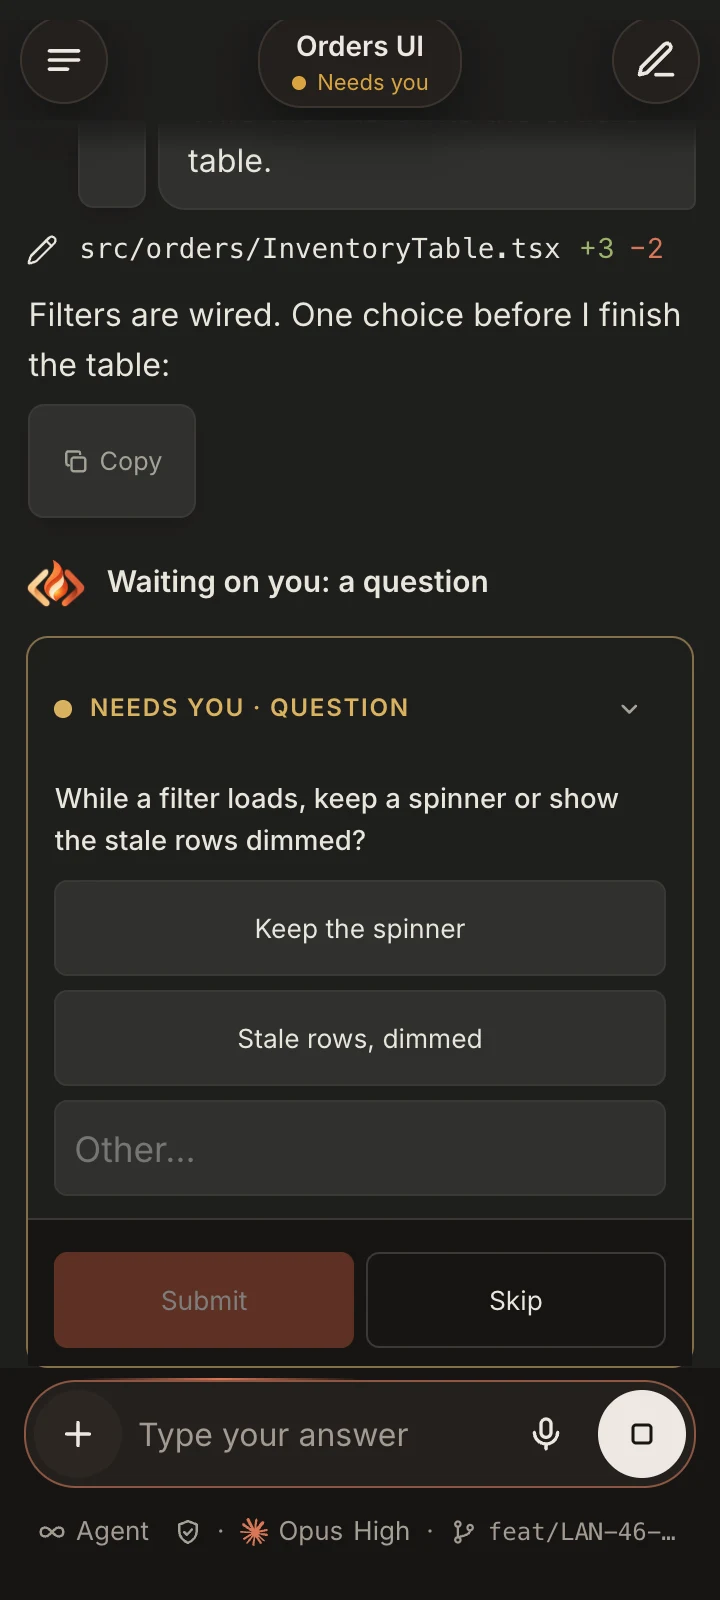 Orders UI
Needs you
table.
src/orders/InventoryTable.tsx +3 −2
Filters are wired. One choice before I finish
the table:
Copy
Waiting on you: a question
NEEDS YOU · QUESTION
While a filter loads, keep a spinner or show
the stale rows dimmed?
Keep the spinner
Stale rows, dimmed
Other...
Submit
Skip
Type your answer
Agent · Opus High · feat/LAN-46-…